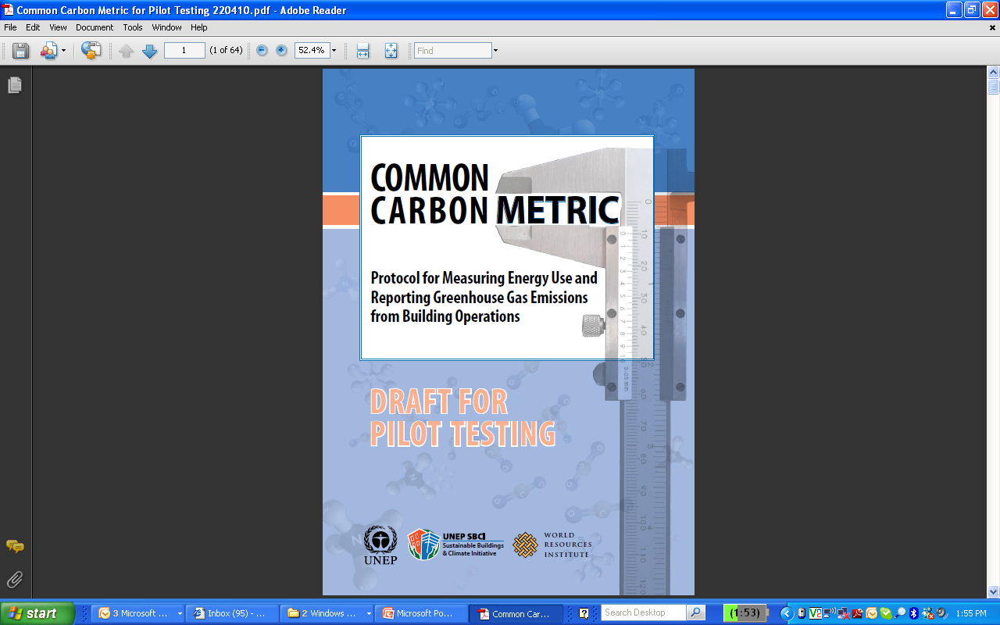 Common Carbon Metric for Pilot Testing 220410.pdf - Adobe Reader
File Edit View Document Tools Window Help
1 (1 of 64) 52.4% Find
COMMON
CARBON METRIC
Protocol for Measuring Energy Use and
Reporting Greenhouse Gas Emissions
from Building Operations
DRAFT FOR
PILOT TESTING
UNEP
UNEP SBCI
Sustainable Buildings
& Climate Initiative
WORLD
RESOURCES
INSTITUTE
start 3 Microsoft ... Inbox (95) - ... 2 Windows ... Microsoft Po... Common Car... Search Desktop (1:53) 1:55 PM